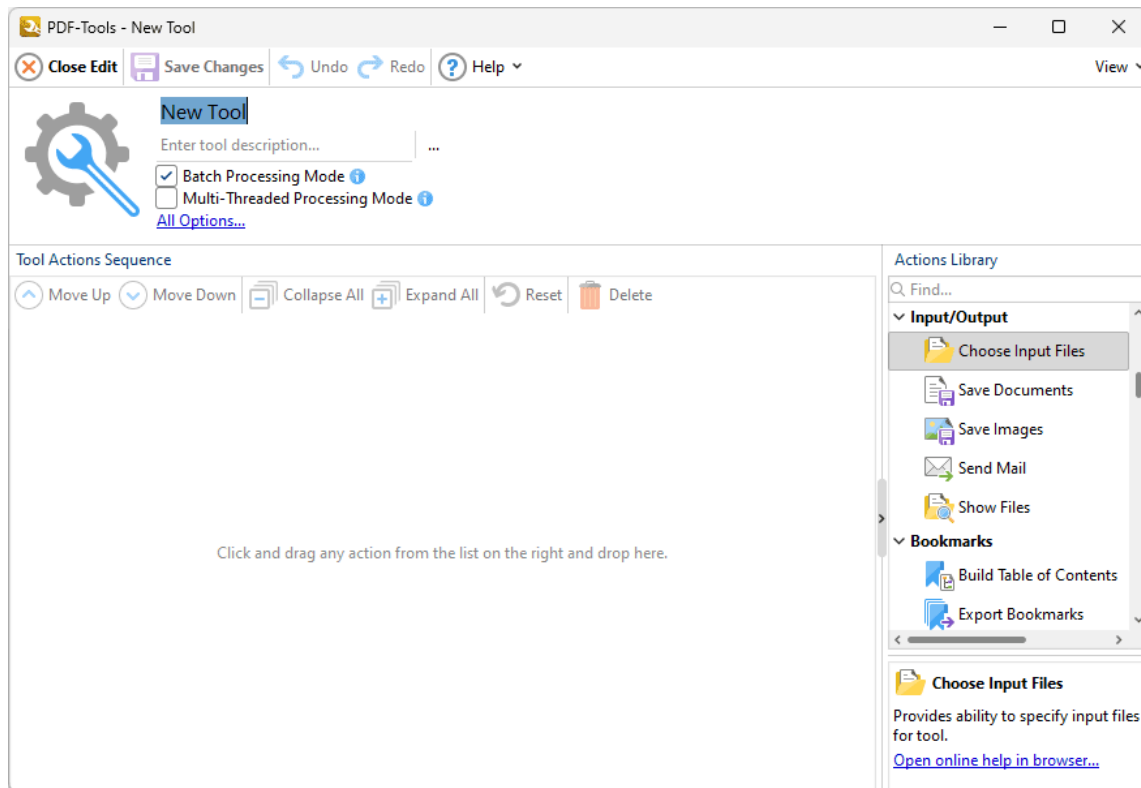 PDF-Tools - New Tool
Close Edit Save Changes Undo Redo ? Help View
New Tool
Enter tool description... ...
Batch Processing Mode i
Multi-Threaded Processing Mode i
All Options...
Tool Actions Sequence
Move Up Move Down Collapse All Expand All Reset Delete
Click and drag any action from the list on the right and drop here.
Actions Library
Find...
Input/Output
Choose Input Files
Save Documents
Save Images
Send Mail
Show Files
Bookmarks
Build Table of Contents
Export Bookmarks
Choose Input Files
Provides ability to specify input files
for tool.
Open online help in browser...